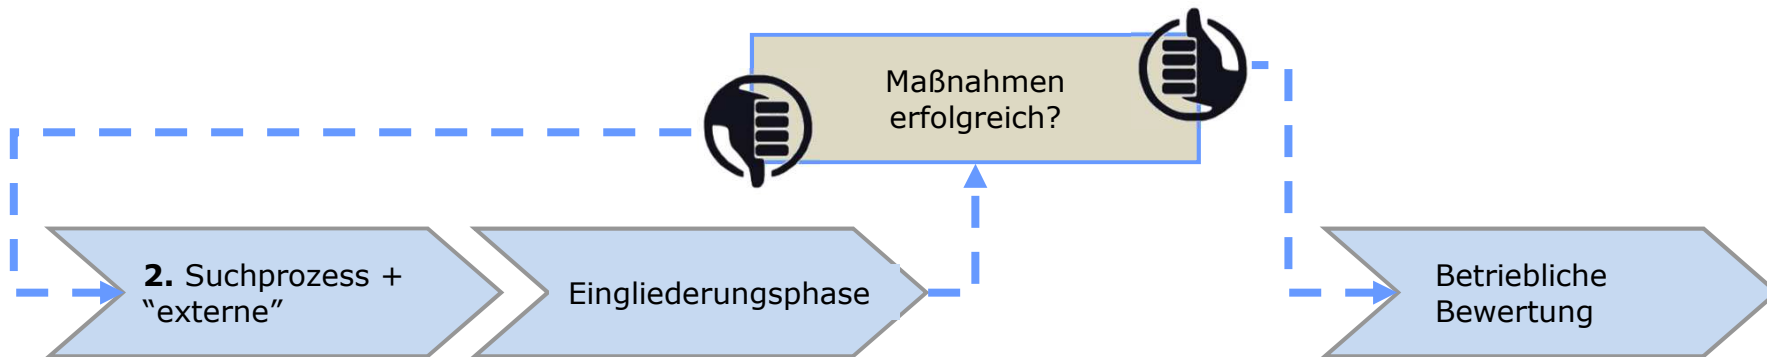 Maßnahmen
erfolgreich?
2. Suchprozess +
“externe”
Eingliederungsphase
Betriebliche
Bewertung